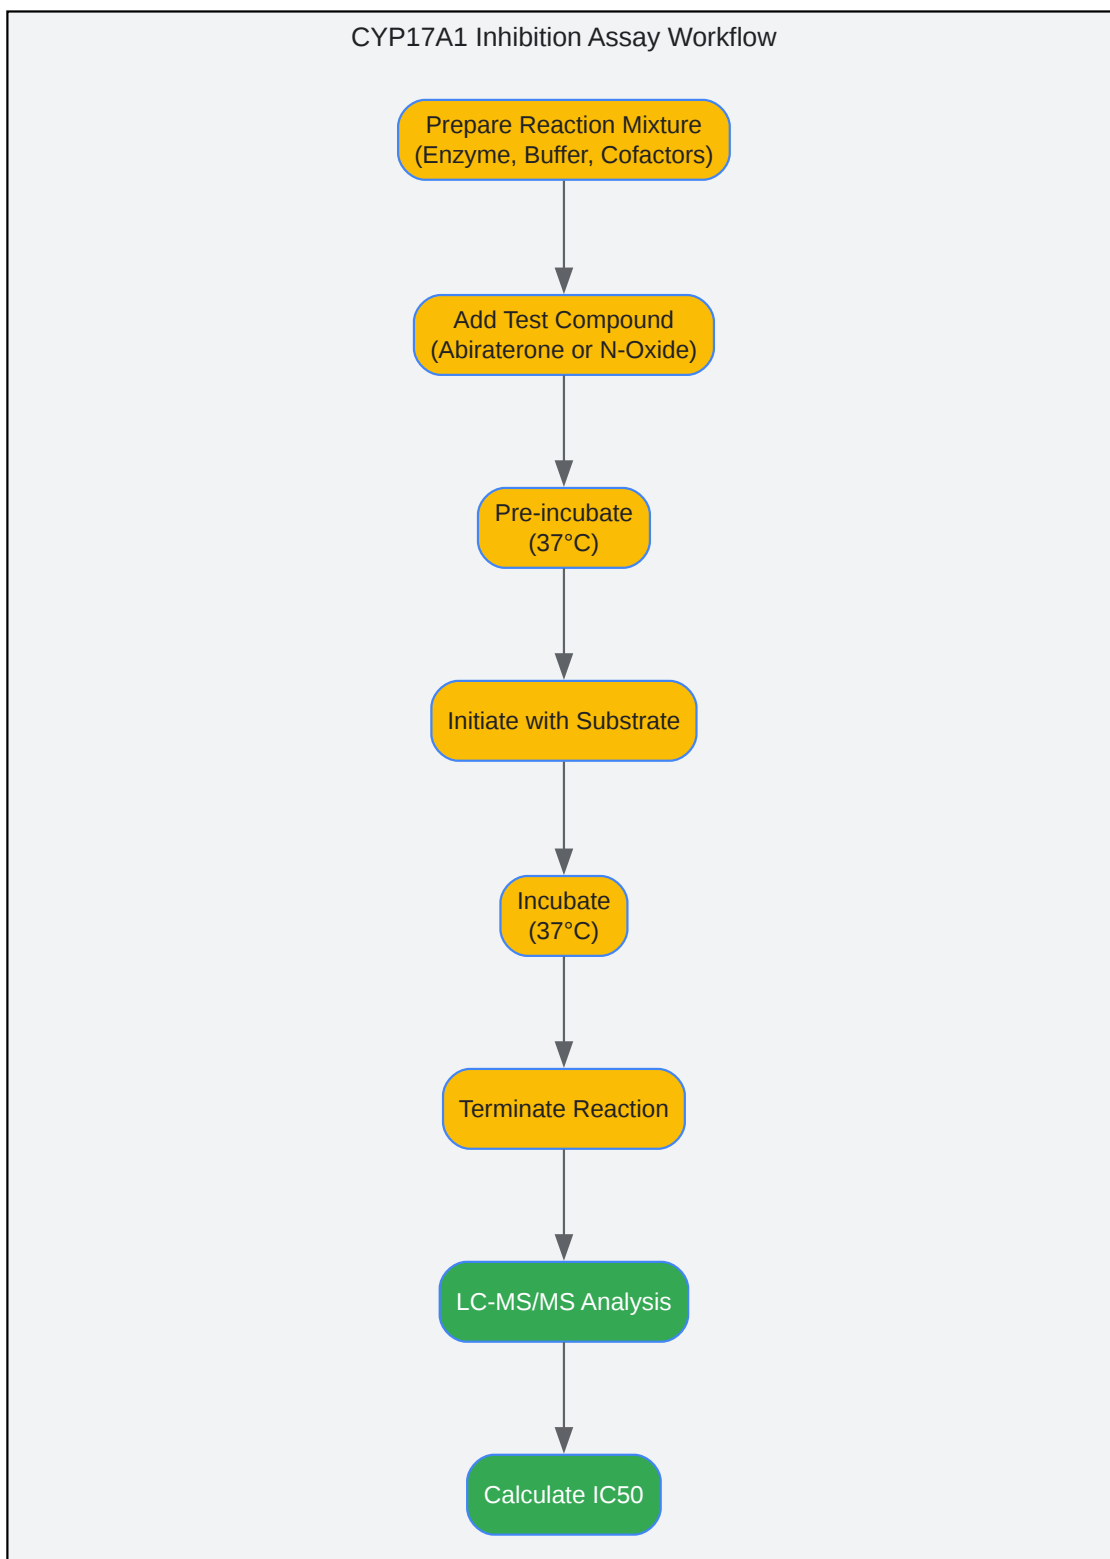 CYP17A1 Inhibition Assay Workflow
Prepare Reaction Mixture
(Enzyme, Buffer, Cofactors)
Add Test Compound
(Abiraterone or N-Oxide)
Pre-incubate
(37°C)
Initiate with Substrate
Incubate
(37°C)
Terminate Reaction
LC-MS/MS Analysis
Calculate IC50